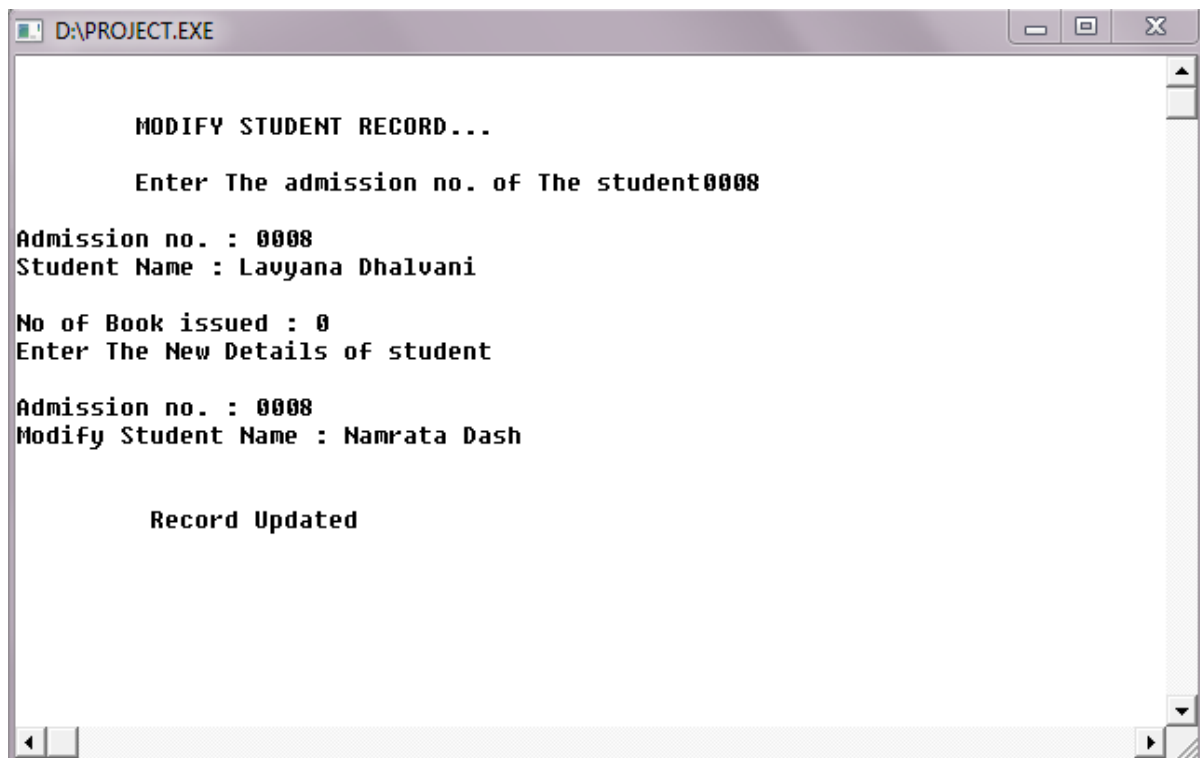 D:\PROJECT.EXE
MODIFY STUDENT RECORD...
Enter The admission no. of The student0008
Admission no. : 0008
Student Name : Lavyana Dhalvani
No of Book issued : 0
Enter The New Details of student
Admission no. : 0008
Modify Student Name : Namrata Dash
Record Updated